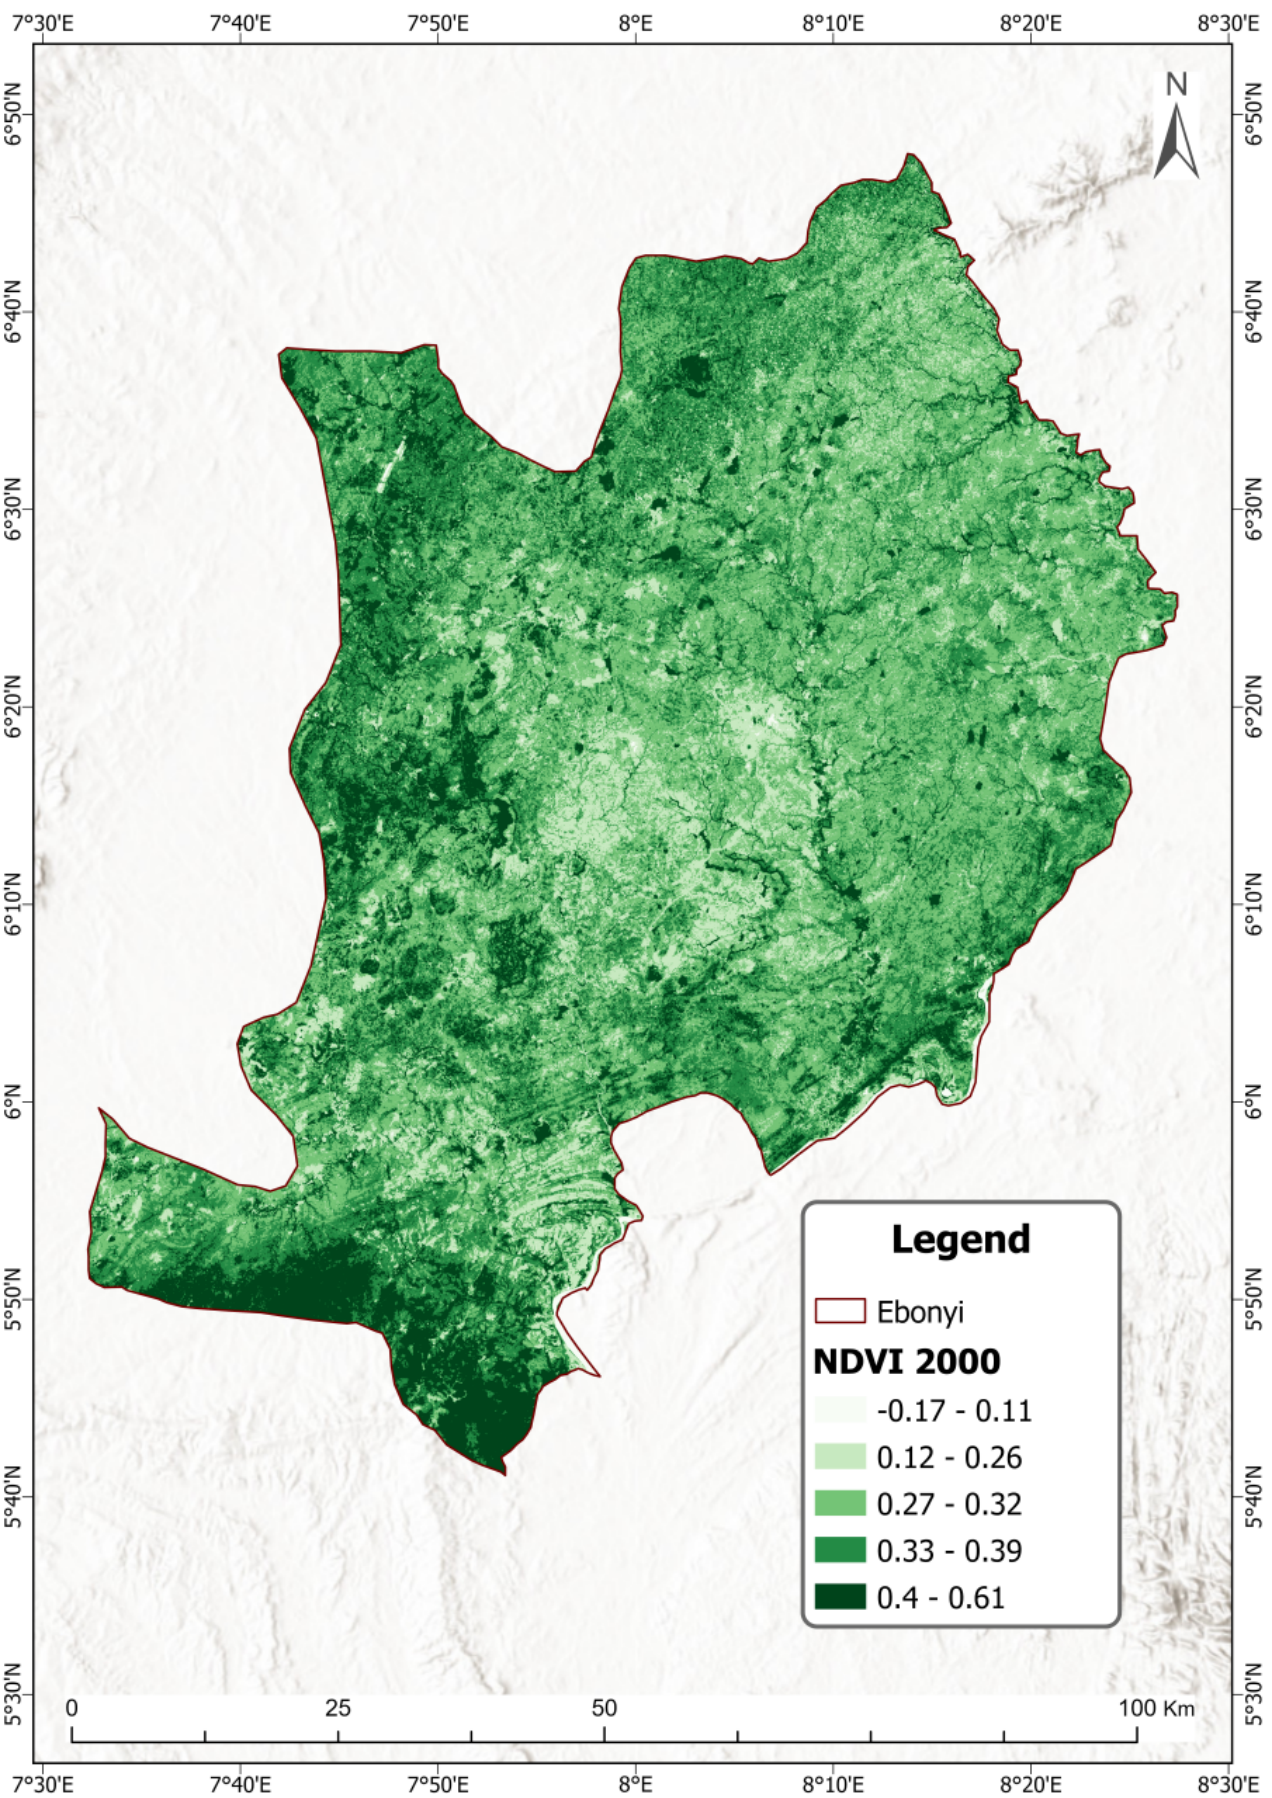 7°30'E 7°40'E 7°50'E 8°E 8°10'E 8°20'E 8°30'E
N
6°50'N 6°50'N
6°40'N 6°40'N
6°30'N 6°30'N
6°20'N 6°20'N
6°10'N 6°10'N
6°N 6°N
5°50'N 5°50'N
5°40'N 5°40'N
5°30'N 5°30'N
Legend
Ebonyi
NDVI 2000
-0.17 - 0.11
0.12 - 0.26
0.27 - 0.32
0.33 - 0.39
0.4 - 0.61
0 25 50 100 Km
7°30'E 7°40'E 7°50'E 8°E 8°10'E 8°20'E 8°30'E